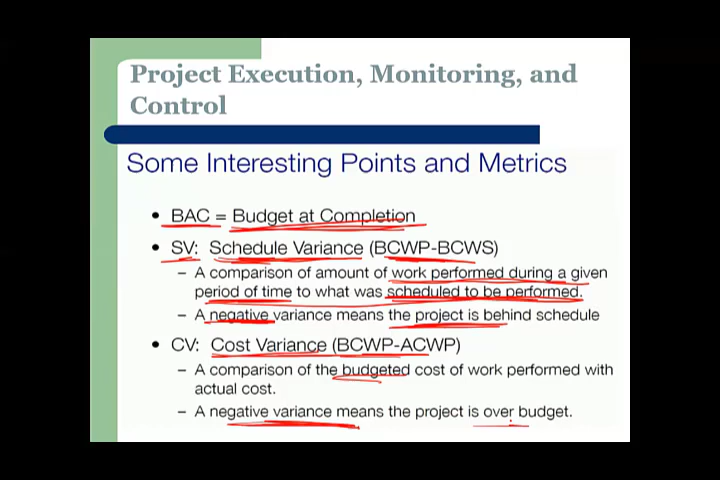 Project Execution, Monitoring, and
Control
Some Interesting Points and Metrics
• BAC = Budget at Completion
• SV: Schedule Variance (BCWP-BCWS)
– A comparison of amount of work performed during a given
period of time to what was scheduled to be performed.
– A negative variance means the project is behind schedule
• CV: Cost Variance (BCWP-ACWP)
– A comparison of the budgeted cost of work performed with
actual cost.
– A negative variance means the project is over budget.